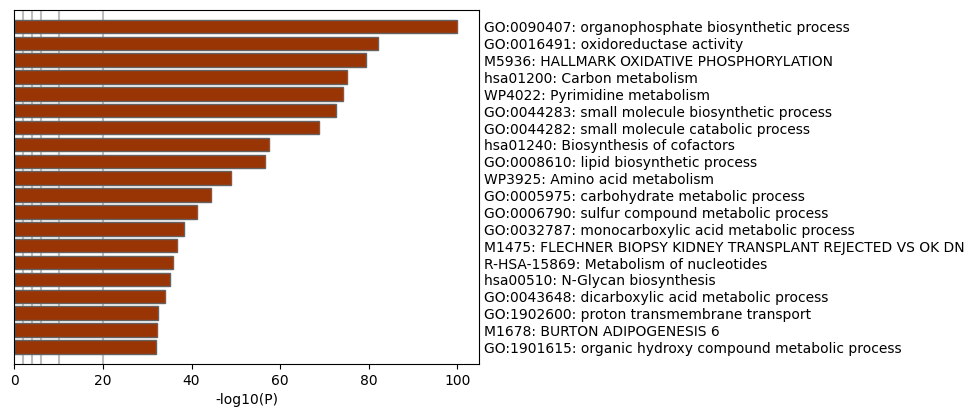 GO:0090407: organophosphate biosynthetic process
GO:0016491: oxidoreductase activity
M5936: HALLMARK OXIDATIVE PHOSPHORYLATION
hsa01200: Carbon metabolism
WP4022: Pyrimidine metabolism
GO:0044283: small molecule biosynthetic process
GO:0044282: small molecule catabolic process
hsa01240: Biosynthesis of cofactors
GO:0008610: lipid biosynthetic process
WP3925: Amino acid metabolism
GO:0005975: carbohydrate metabolic process
GO:0006790: sulfur compound metabolic process
GO:0032787: monocarboxylic acid metabolic process
M1475: FLECHNER BIOPSY KIDNEY TRANSPLANT REJECTED VS OK DN
R-HSA-15869: Metabolism of nucleotides
hsa00510: N-Glycan biosynthesis
GO:0043648: dicarboxylic acid metabolic process
GO:1902600: proton transmembrane transport
M1678: BURTON ADIPOGENESIS 6
GO:1901615: organic hydroxy compound metabolic process
0 20 40 60 80 100
-log10(P)